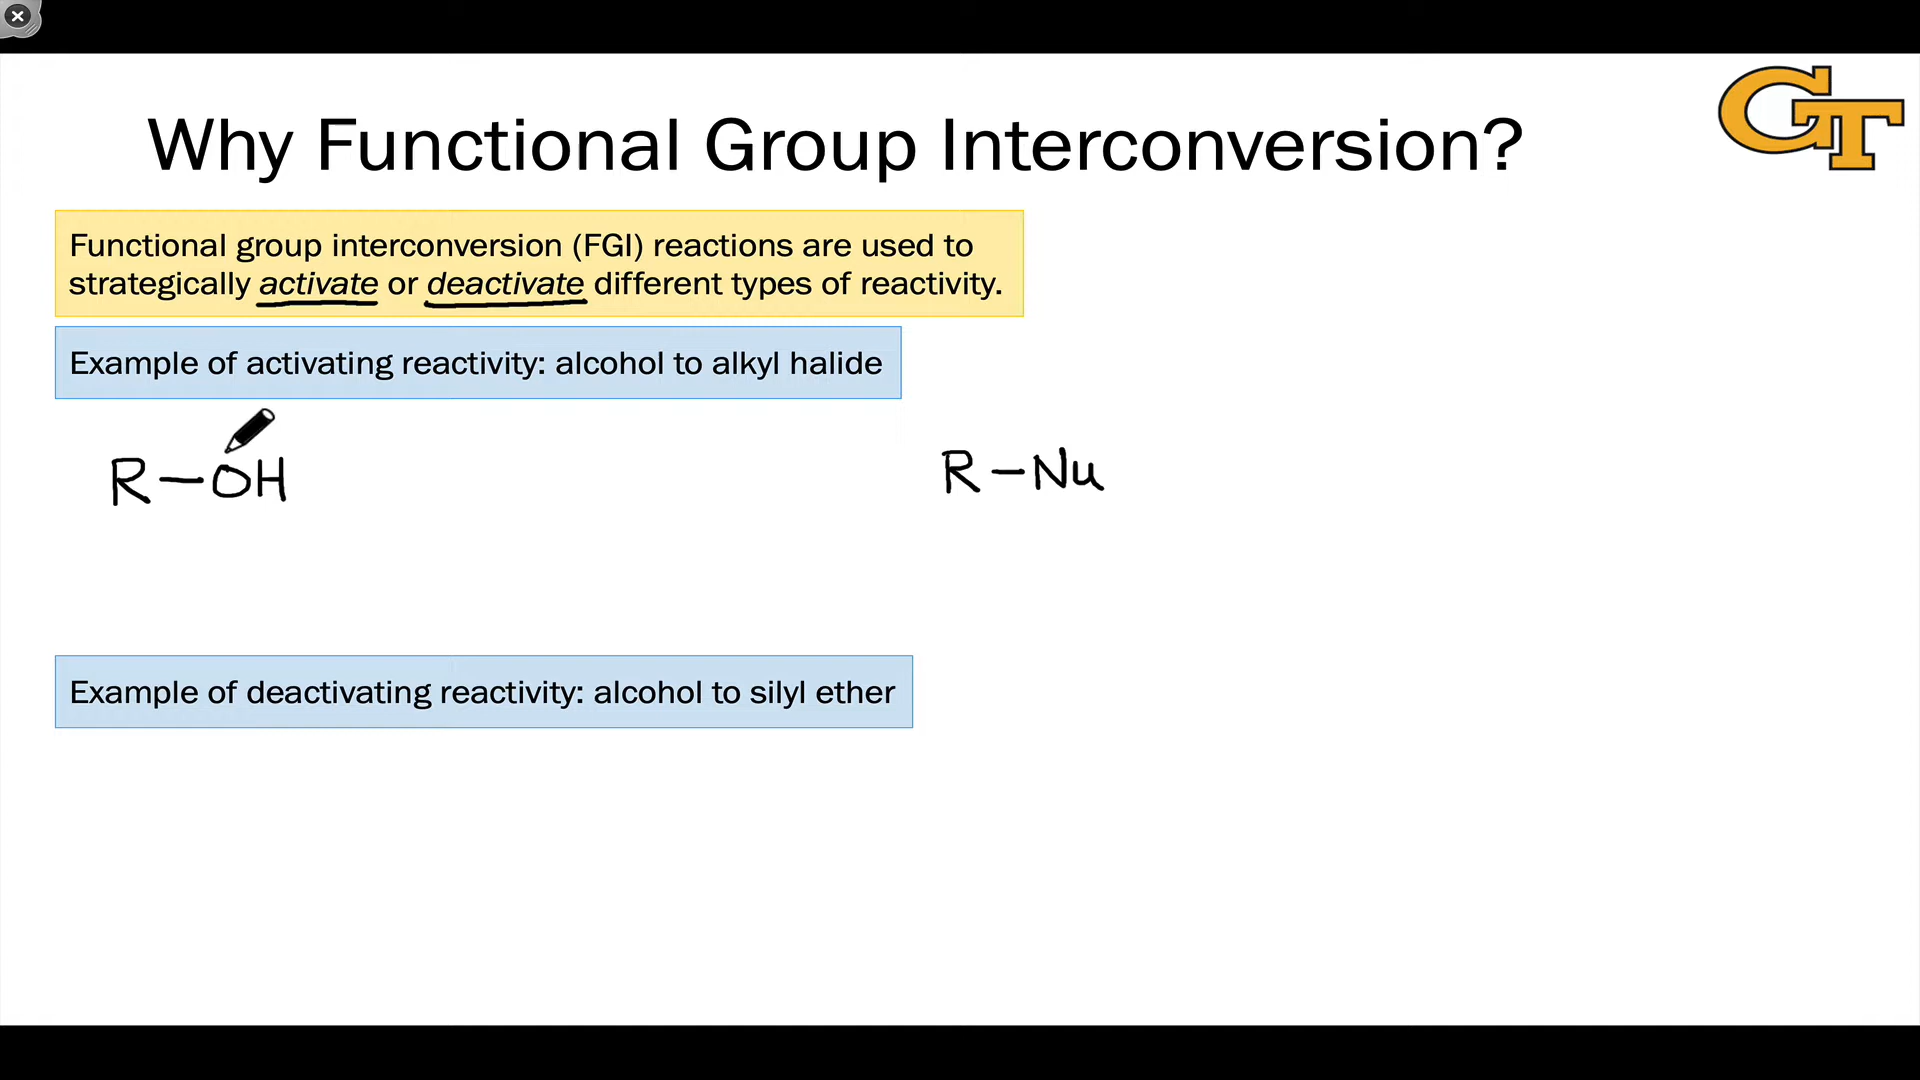 GT
Why Functional Group Interconversion?
Functional group interconversion (FGI) reactions are used to
strategically activate or deactivate different types of reactivity.
Example of activating reactivity: alcohol to alkyl halide
R—OH
R—Nu
Example of deactivating reactivity: alcohol to silyl ether